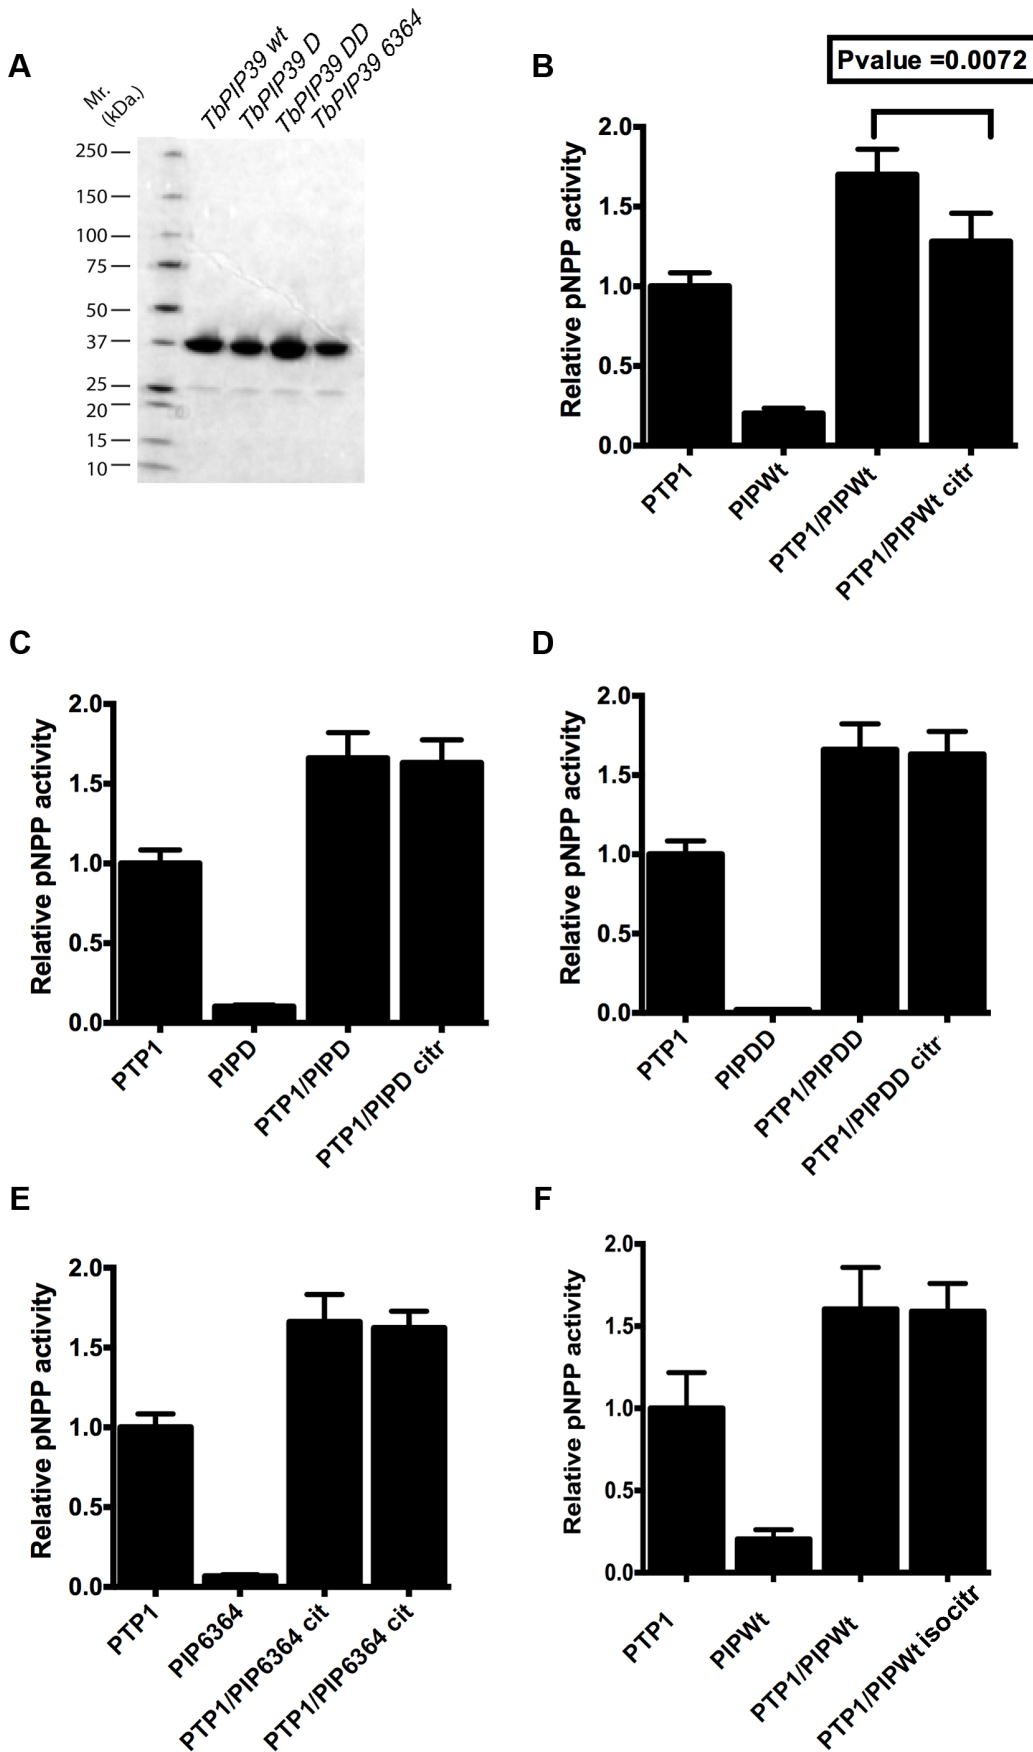 A
Mr.
(kDa.)
TbPIP39 wt
TbPIP39 D
TbPIP39 DD
TbPIP39 6364
250
150
100
75
50
37
25
20
15
10
B
Pvalue =0.0072
Relative pNPP activity
2.0
1.5
1.0
0.5
0.0
PTP1
PIPWt
PTP1/PIPWt
PTP1/PIPWt citr
C
Relative pNPP activity
2.0
1.5
1.0
0.5
0.0
PTP1
PIPD
PTP1/PIPD
PTP1/PIPD citr
D
Relative pNPP activity
2.0
1.5
1.0
0.5
0.0
PTP1
PIPDD
PTP1/PIPDD
PTP1/PIPDD citr
E
Relative pNPP activity
2.0
1.5
1.0
0.5
0.0
PTP1
PIP6364
PTP1/PIP6364 cit
PTP1/PIP6364 cit
F
Relative pNPP activity
2.0
1.5
1.0
0.5
0.0
PTP1
PIPWt
PTP1/PIPWt
PTP1/PIPWt isocitr